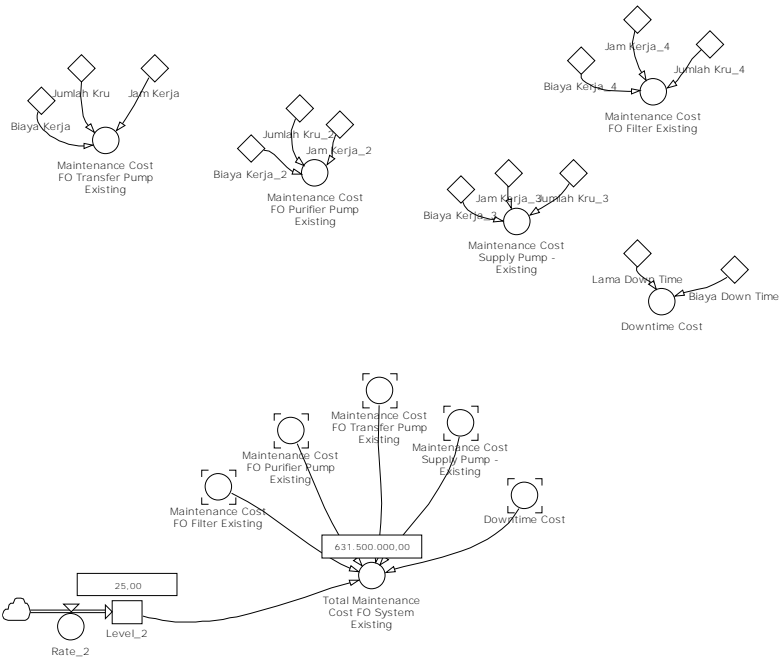 Jam Kerja_4
Jumlah Kru_4
Biaya Kerja_4
Maintenance Cost
FO Filter Existing
Jumlah Kru
Jam Kerja
Biaya Kerja
Maintenance Cost
FO Transfer Pump
Existing
Jumlah Kru_2
Jam Kerja_2
Biaya Kerja_2
Maintenance Cost
FO Purifier Pump
Existing
Jam Kerja_3
Jumlah Kru_3
Biaya Kerja_3
Maintenance Cost
Supply Pump -
Existing
Lama Down Time
Biaya Down Time
Downtime Cost
Maintenance Cost
FO Transfer Pump
Existing
Maintenance Cost
FO Purifier Pump
Existing
Maintenance Cost
Supply Pump -
Existing
Maintenance Cost
FO Filter Existing
Downtime Cost
631.500.000,00
25,00
Total Maintenance
Cost FO System
Existing
Level_2
Rate_2